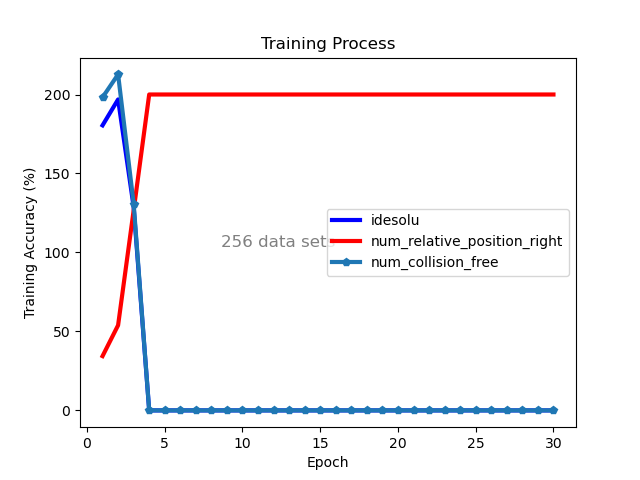 Training Process
Training Accuracy (%)
200
150
100
50
0
256 data sets
idesolu
num_relative_position_right
num_collision_free
0 5 10 15 20 25 30
Epoch